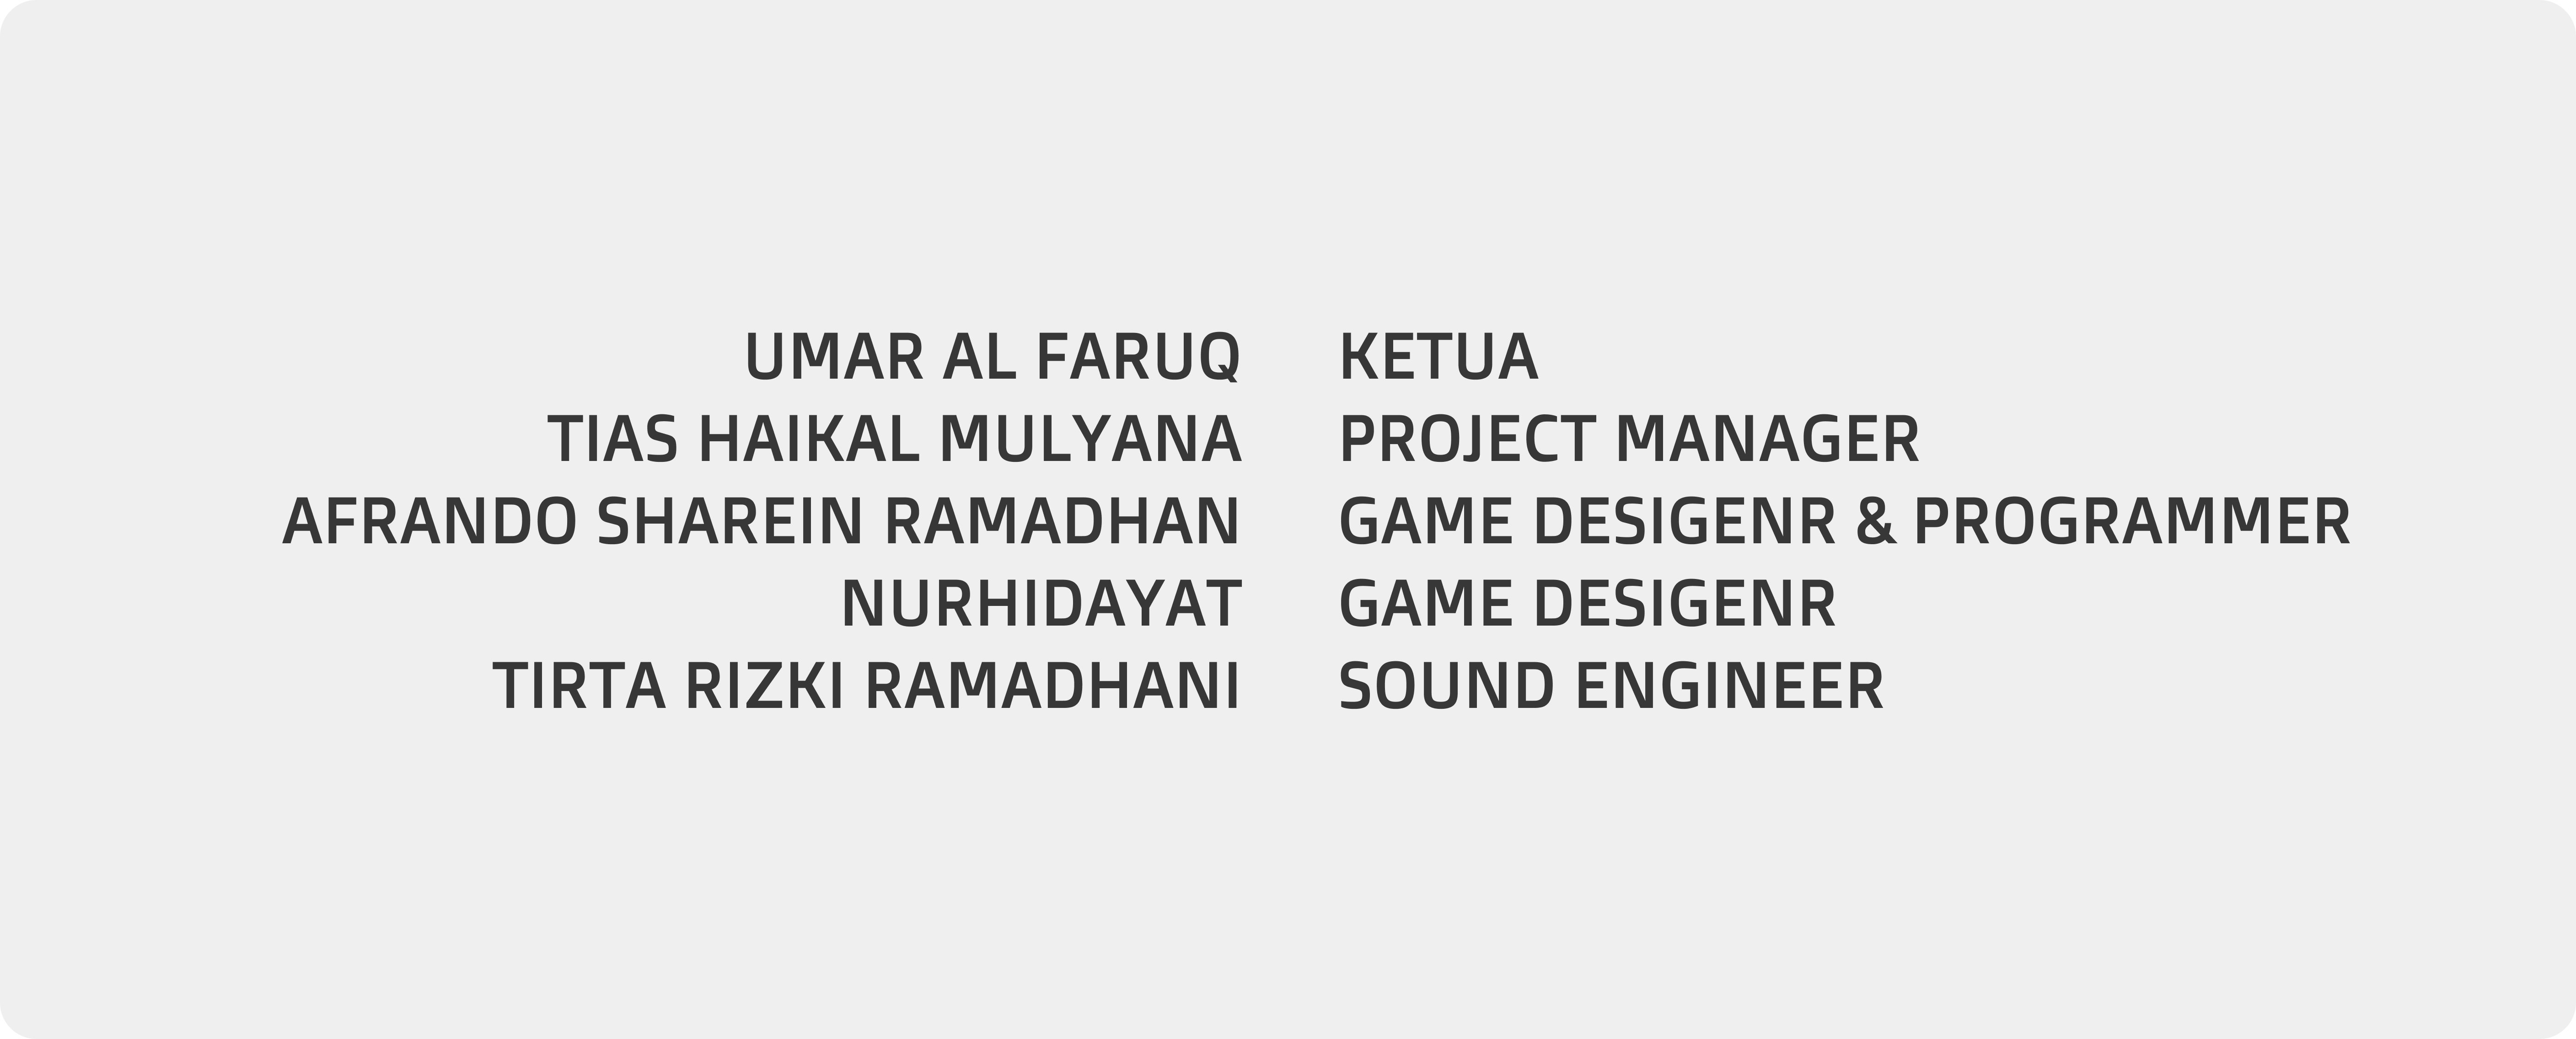 UMAR AL FARUQ KETUA
TIAS HAIKAL MULYANA PROJECT MANAGER
AFRANDO SHAREIN RAMADHAN GAME DESIGENR & PROGRAMMER
NURHIDAYAT GAME DESIGENR
TIRTA RIZKI RAMADHANI SOUND ENGINEER